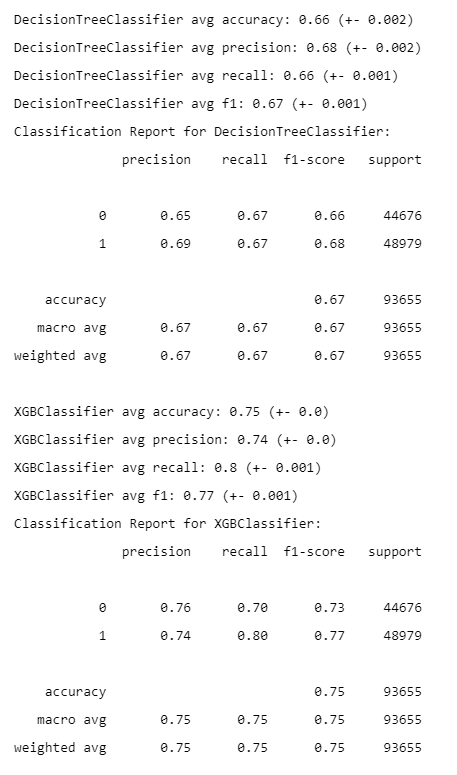 DecisionTreeClassifier avg accuracy: 0.66 (+- 0.002)
DecisionTreeClassifier avg precision: 0.68 (+- 0.002)
DecisionTreeClassifier avg recall: 0.66 (+- 0.001)
DecisionTreeClassifier avg f1: 0.67 (+- 0.001)
Classification Report for DecisionTreeClassifier:
precision recall f1-score support
0 0.65 0.67 0.66 44676
1 0.69 0.67 0.68 48979
accuracy 0.67 93655
macro avg 0.67 0.67 0.67 93655
weighted avg 0.67 0.67 0.67 93655
XGBClassifier avg accuracy: 0.75 (+- 0.0)
XGBClassifier avg precision: 0.74 (+- 0.0)
XGBClassifier avg recall: 0.8 (+- 0.001)
XGBClassifier avg f1: 0.77 (+- 0.001)
Classification Report for XGBClassifier:
precision recall f1-score support
0 0.76 0.70 0.73 44676
1 0.74 0.80 0.77 48979
accuracy 0.75 93655
macro avg 0.75 0.75 0.75 93655
weighted avg 0.75 0.75 0.75 93655